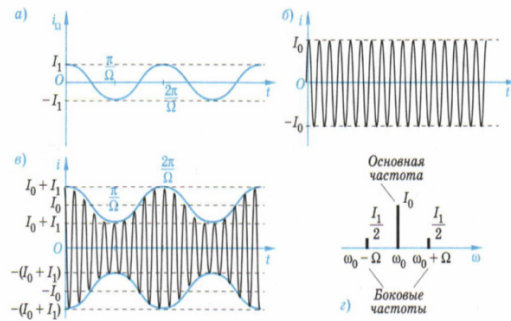 а)
i_Ω
I₁
O
−I₁
π/Ω
2π/Ω
t
б)
i
I₀
O
−I₀
t
в)
i
I₀ + I₁
I₀
I₀ + I₁
O
−(I₀ + I₁)
−I₀
−(I₀ + I₁)
π/Ω
2π/Ω
t
Основная
частота
I₀
I₁/2
I₁/2
ω₀ − Ω
ω₀
ω₀ + Ω
ω
г)
Боковые
частоты